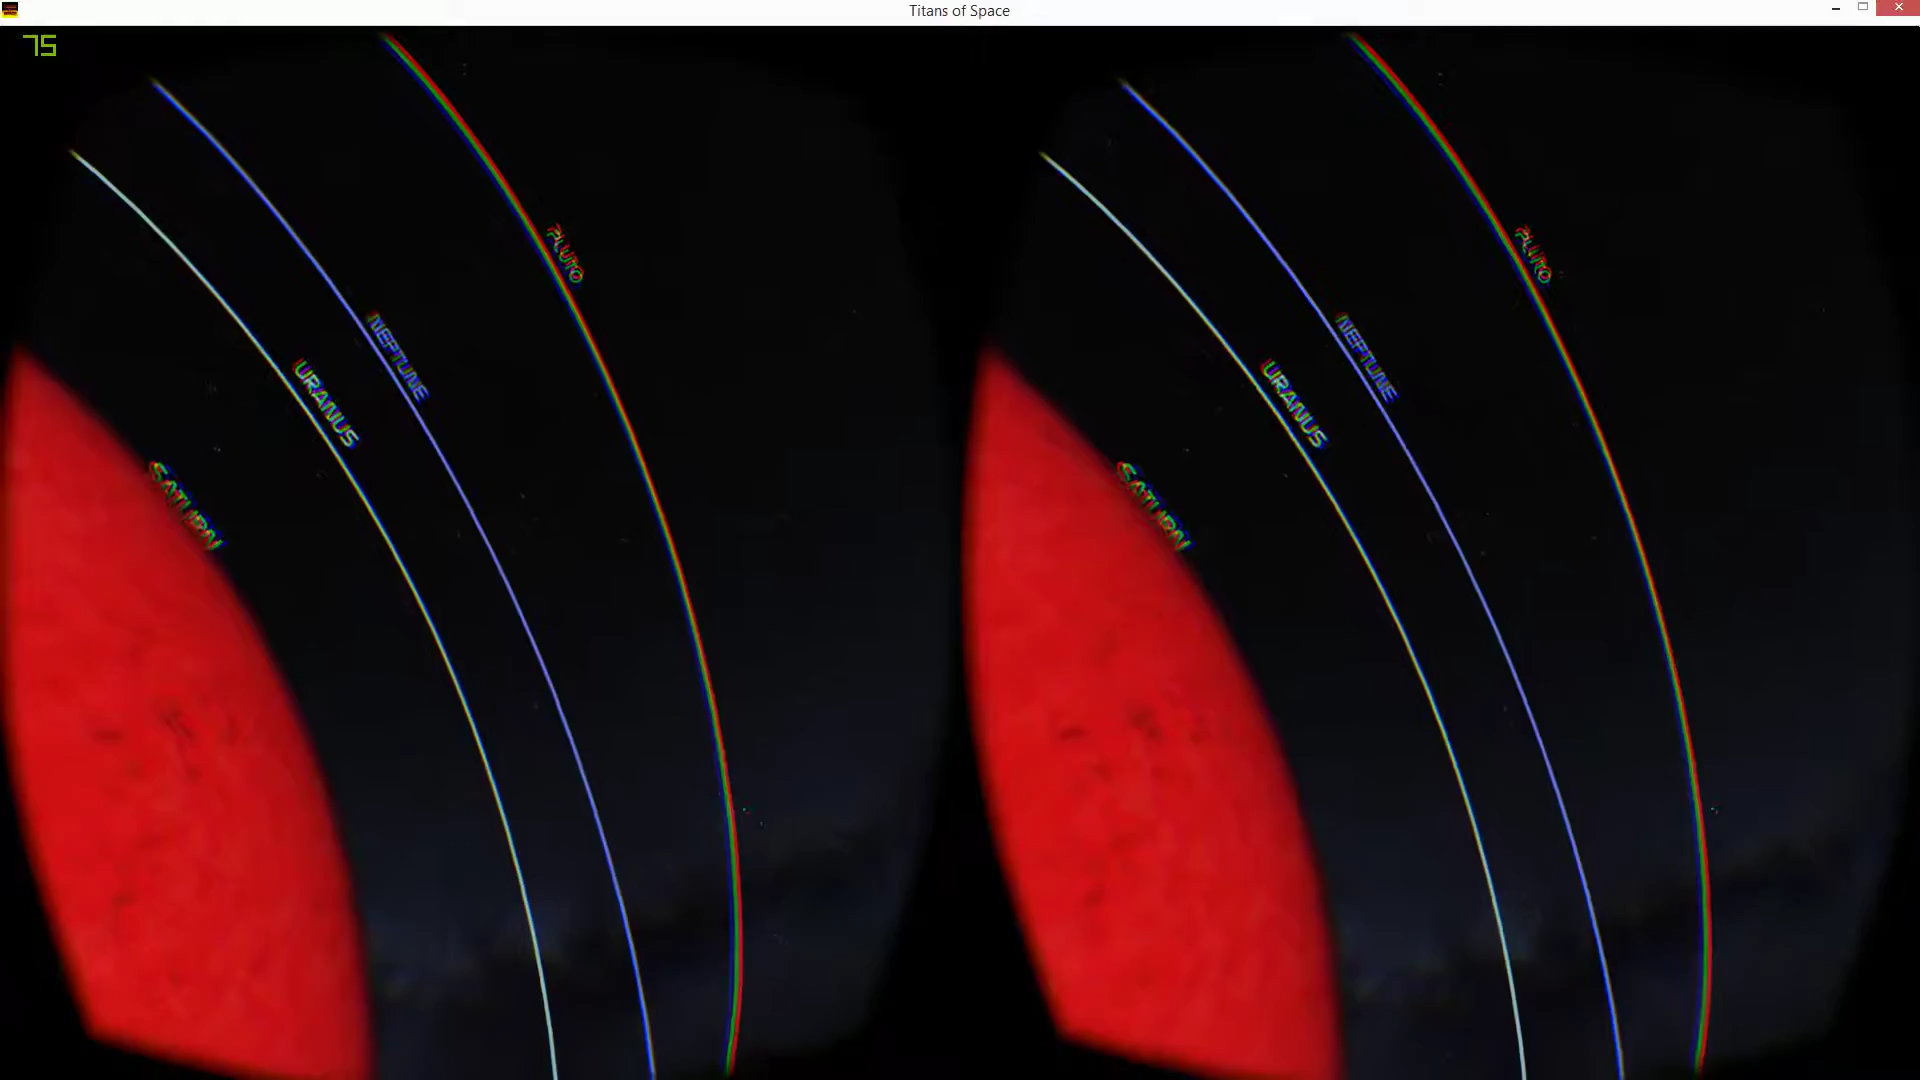 Titans of Space
75
PLUTO
NEPTUNE
URANUS
SATURN
PLUTO
NEPTUNE
URANUS
SATURN